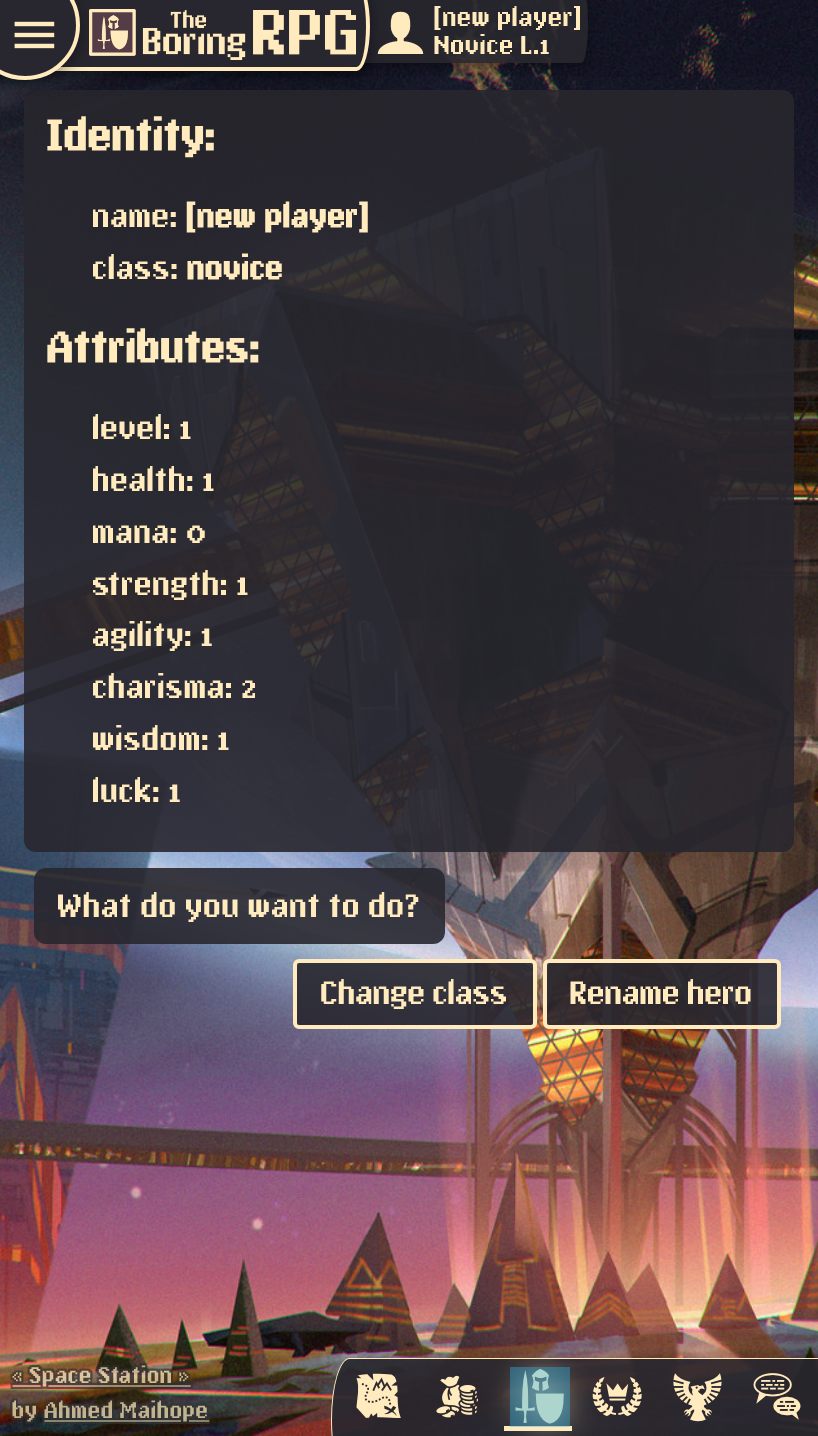 The
Boring RPG
[new player]
Novice L.1
Identity:
name: [new player]
class: novice
Attributes:
level: 1
health: 1
mana: 0
strength: 1
agility: 1
charisma: 2
wisdom: 1
luck: 1
What do you want to do?
Change class
Rename hero
« Space Station »
by Ahmed Maihope